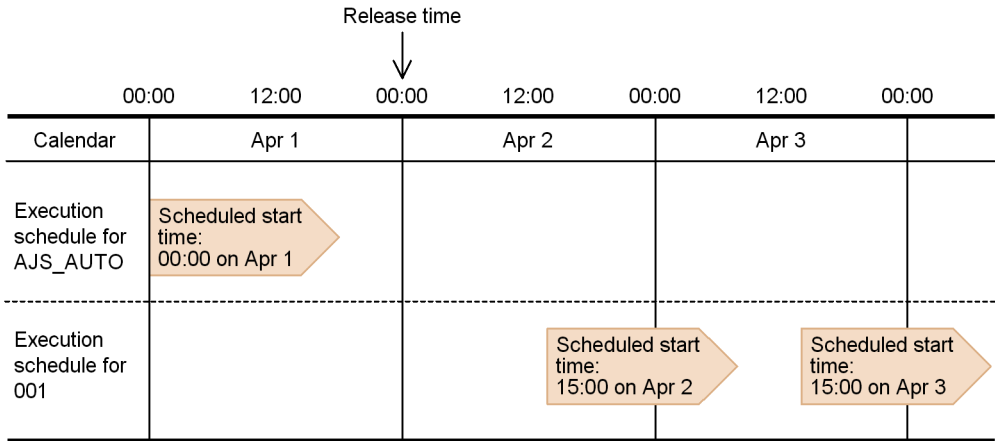 Release time
00:00 12:00 00:00 12:00 00:00 12:00 00:00
Calendar Apr 1 Apr 2 Apr 3
Execution
schedule for
AJS_AUTO
Scheduled start
time:
00:00 on Apr 1
Execution
schedule for
001
Scheduled start
time:
15:00 on Apr 2
Scheduled start
time:
15:00 on Apr 3